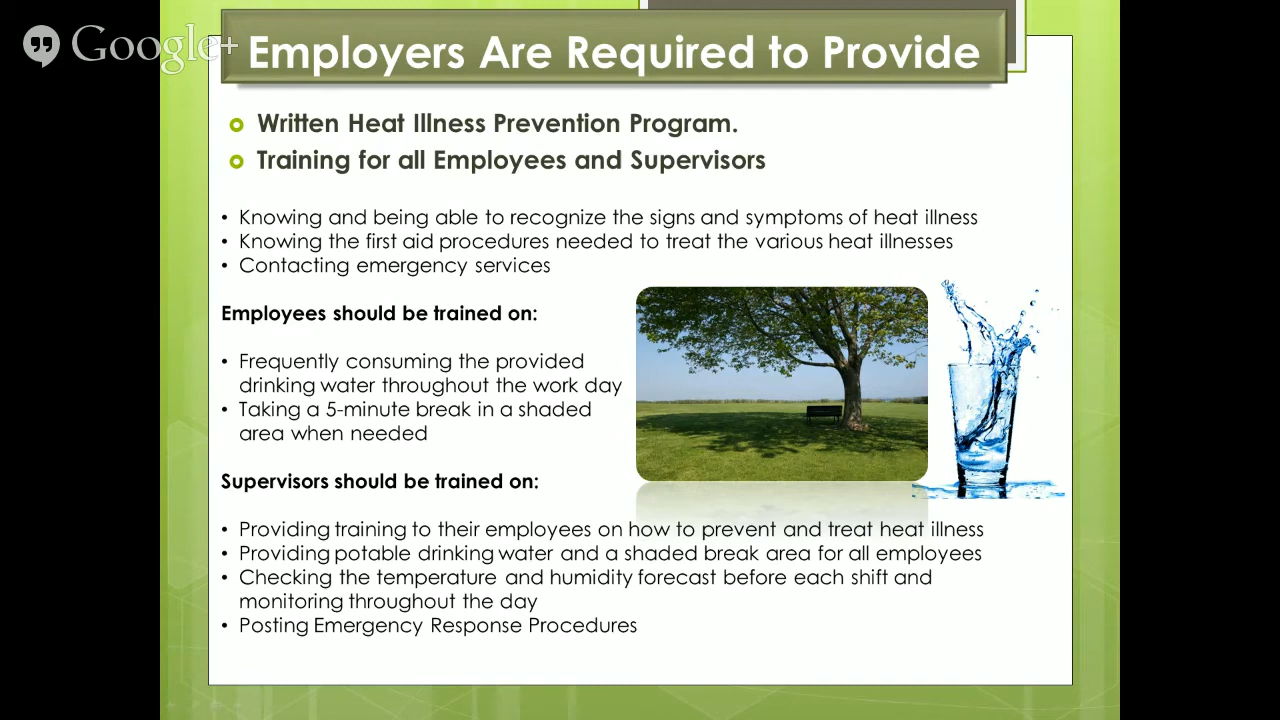 Google+
Employers Are Required to Provide
Written Heat Illness Prevention Program.
Training for all Employees and Supervisors
• Knowing and being able to recognize the signs and symptoms of heat illness
• Knowing the first aid procedures needed to treat the various heat illnesses
• Contacting emergency services
Employees should be trained on:
• Frequently consuming the provided
drinking water throughout the work day
• Taking a 5-minute break in a shaded
area when needed
Supervisors should be trained on:
• Providing training to their employees on how to prevent and treat heat illness
• Providing potable drinking water and a shaded break area for all employees
• Checking the temperature and humidity forecast before each shift and
monitoring throughout the day
• Posting Emergency Response Procedures